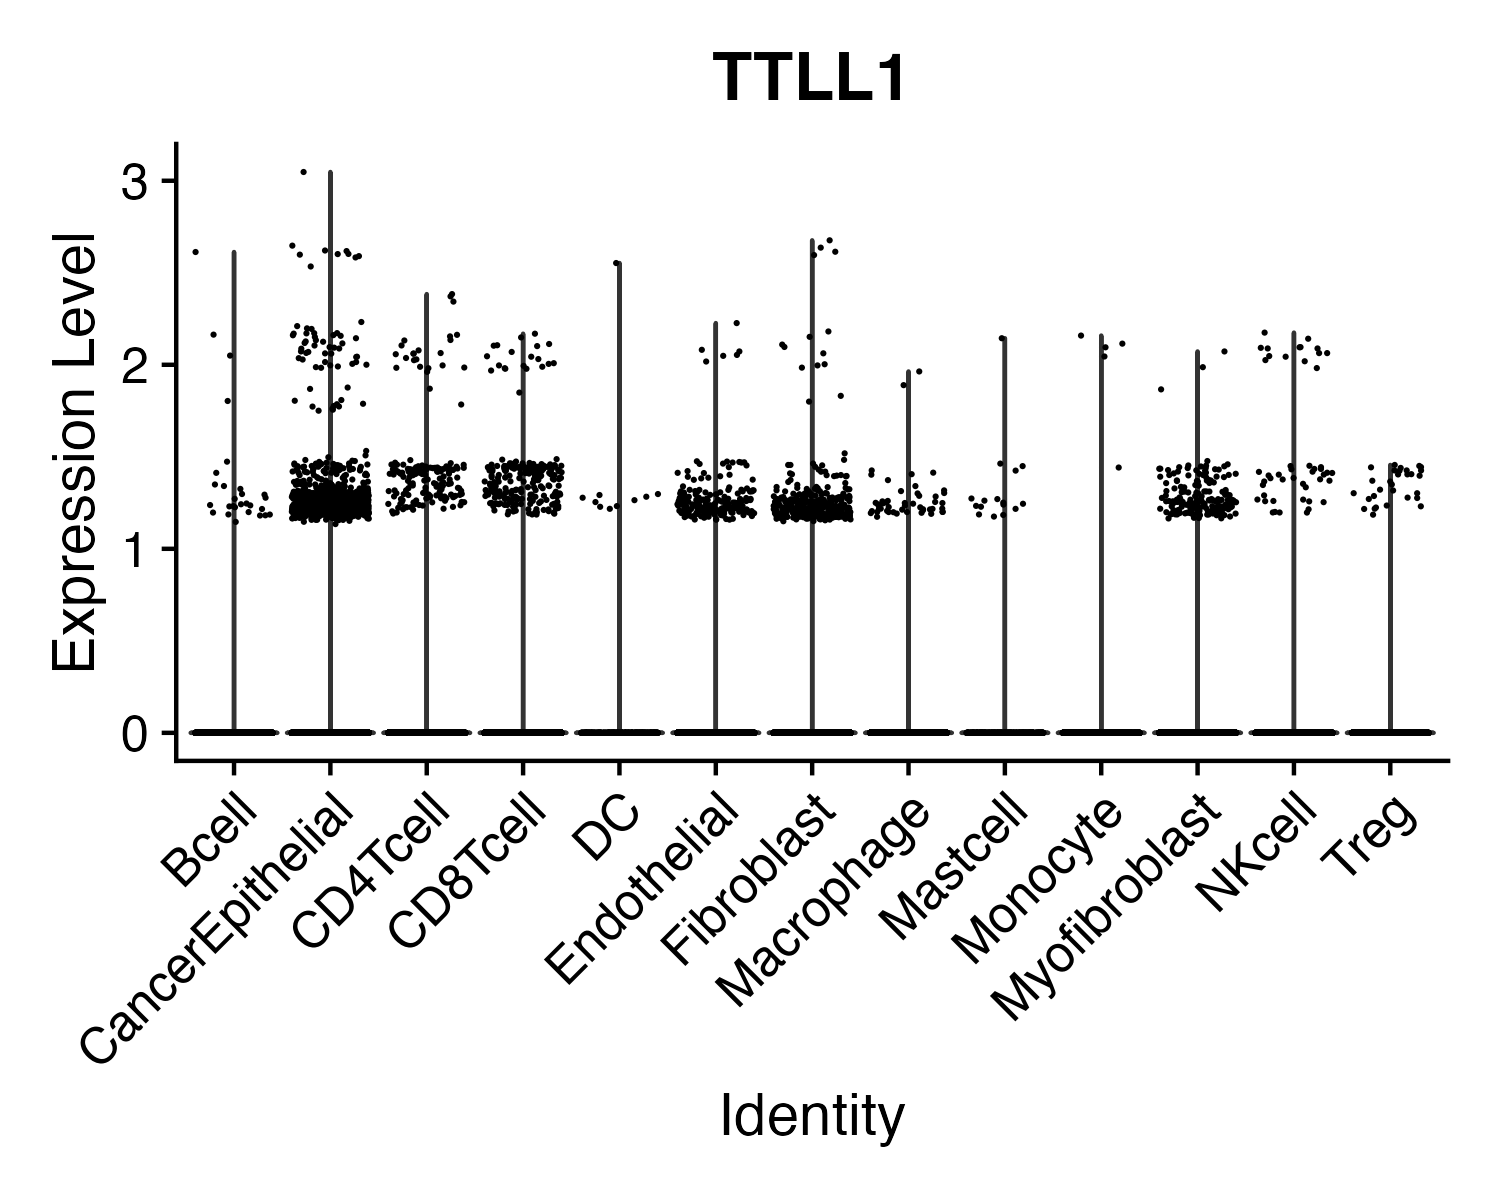 TTLL1
Expression Level
3
2
1
0
Bcell
CancerEpithelial
CD4Tcell
CD8Tcell
DC
Endothelial
Fibroblast
Macrophage
Mastcell
Monocyte
Myofibroblast
NKcell
Treg
Identity